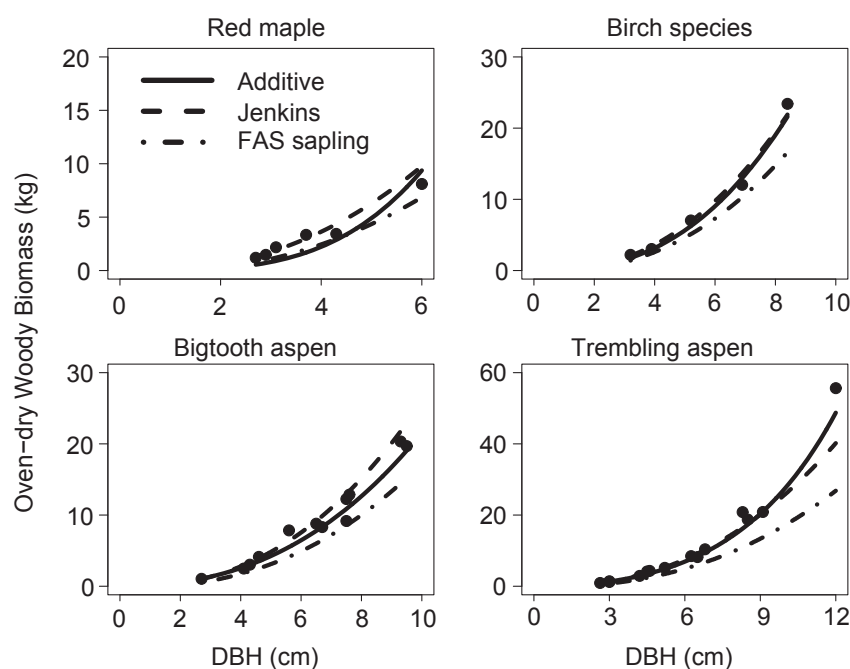 Red maple
Birch species
20
15
10
5
0
Additive
Jenkins
FAS sapling
0 2 4 6
30
20
10
0
0 2 4 6 8 10
Oven−dry Woody Biomass (kg)
Bigtooth aspen
Trembling aspen
30
20
10
0
0 2 4 6 8 10
DBH (cm)
60
40
20
0
0 3 6 9 12
DBH (cm)